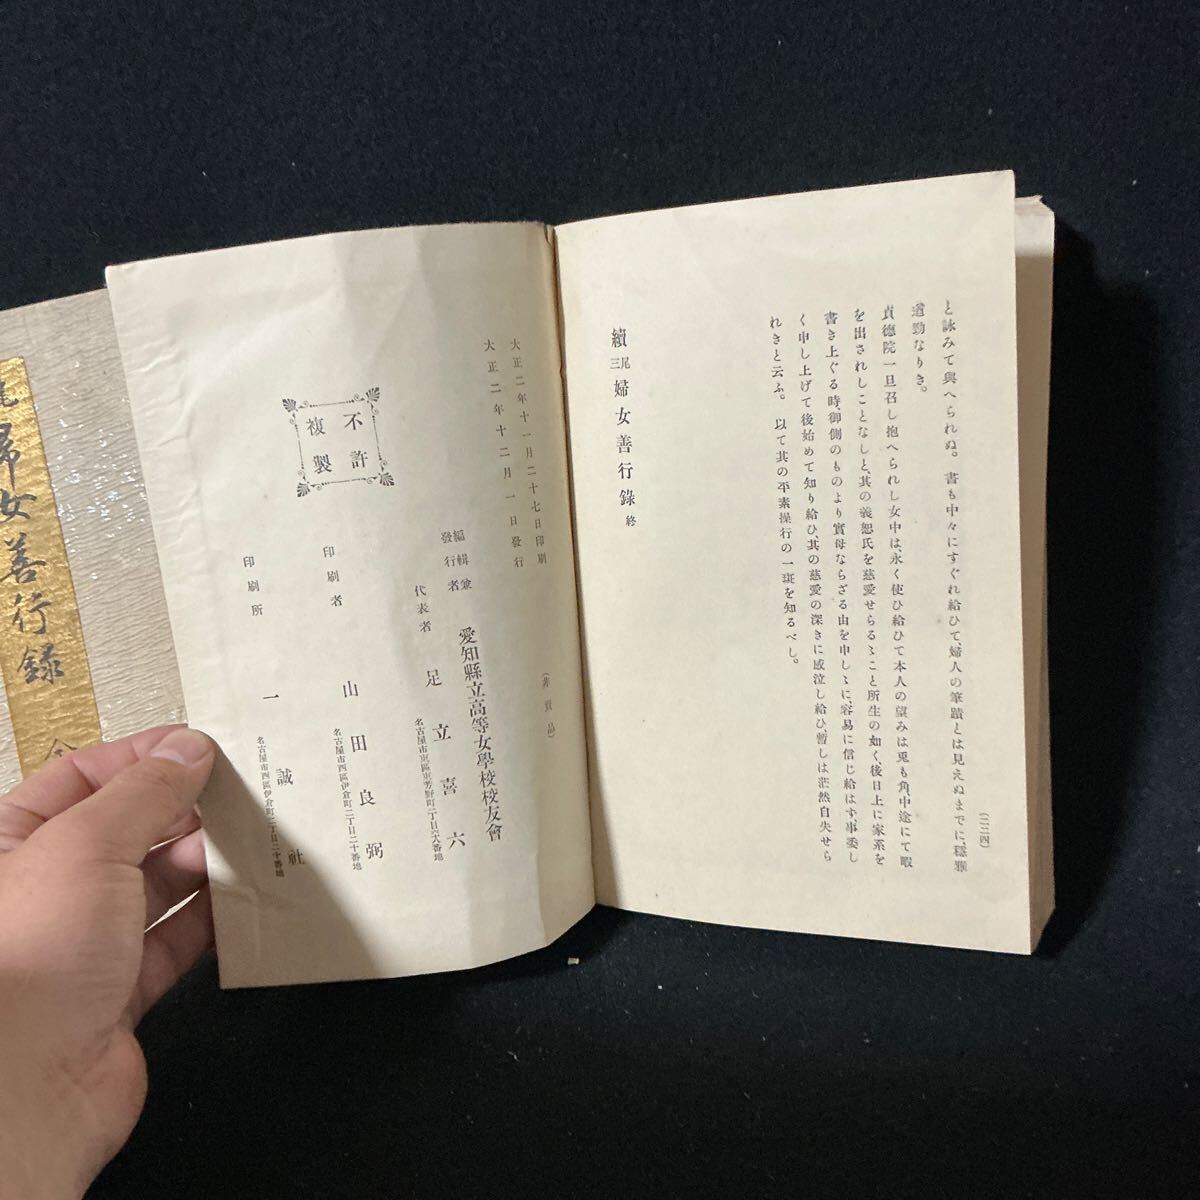 と詠みて與へられぬ。書も中々にすぐれ給ひて、婦人の筆蹟とは見えぬまでに、穩雅
遒勁なりき。
貞德院一旦召し抱へられし女中は、永く使ひ給ひて本人の望みは兎も角、中途にて暇
を出されしことなしと、其の義恕氏を慈愛せらるゝこと所生の如く、後日上に家系を
書き上ぐる時、御側のものより實母ならざる由を申しゝに、容易に信じ給はず、事委し
く申し上げて後始めて知り給ひ、其の慈愛の深きに感泣し給ひ暫しは茫然自失せら
れきと云ふ。以て其の平素操行の一斑を知るべし。
(二三四)
續尾三婦女善行錄 終
大正二年十一月二十七日印刷
大正二年十二月一日發行
(非賣品)
不許
複製
編輯兼
發行者
愛知縣立高等女學校校友會
代表者 足立喜六
名古屋市東區東芳野町二丁目六八番地
印刷者 山田良弼
名古屋市西區伊倉町二丁目二十番地
印刷所 一誠社
名古屋市西區伊倉町二丁目二十番地
婦女善行録 全